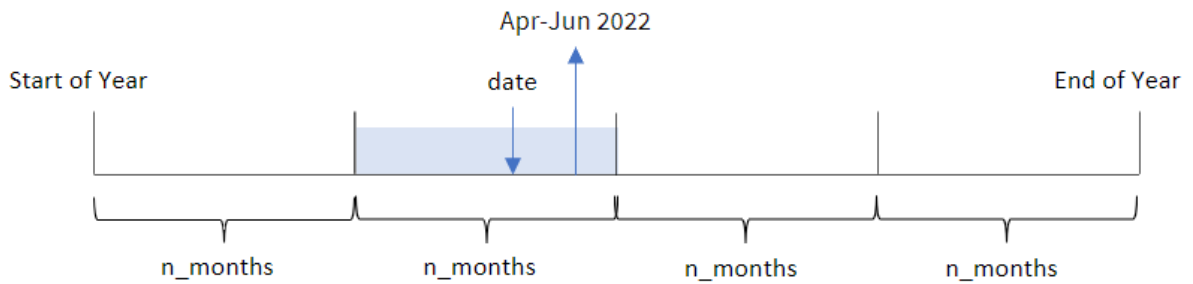 Apr-Jun 2022
Start of Year
date
End of Year
n_months
n_months
n_months
n_months